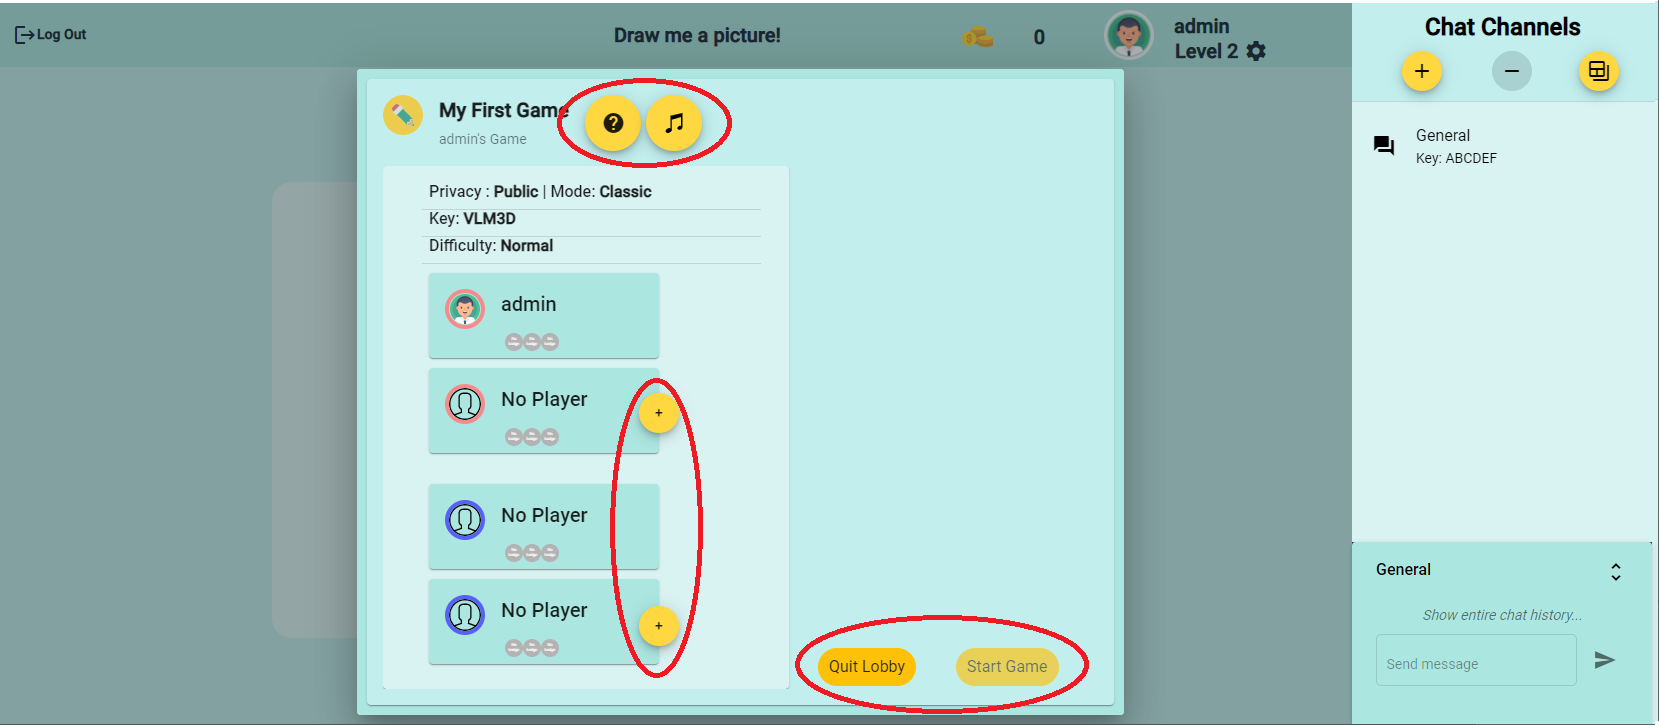 Log Out
Draw me a picture!
0
admin
Level 2
Chat Channels
My First Game
admin's Game
Privacy : Public | Mode: Classic
Key: VLM3D
Difficulty: Normal
admin
No Player
+
No Player
No Player
+
Quit Lobby
Start Game
General
Key: ABCDEF
General
Show entire chat history...
Send message